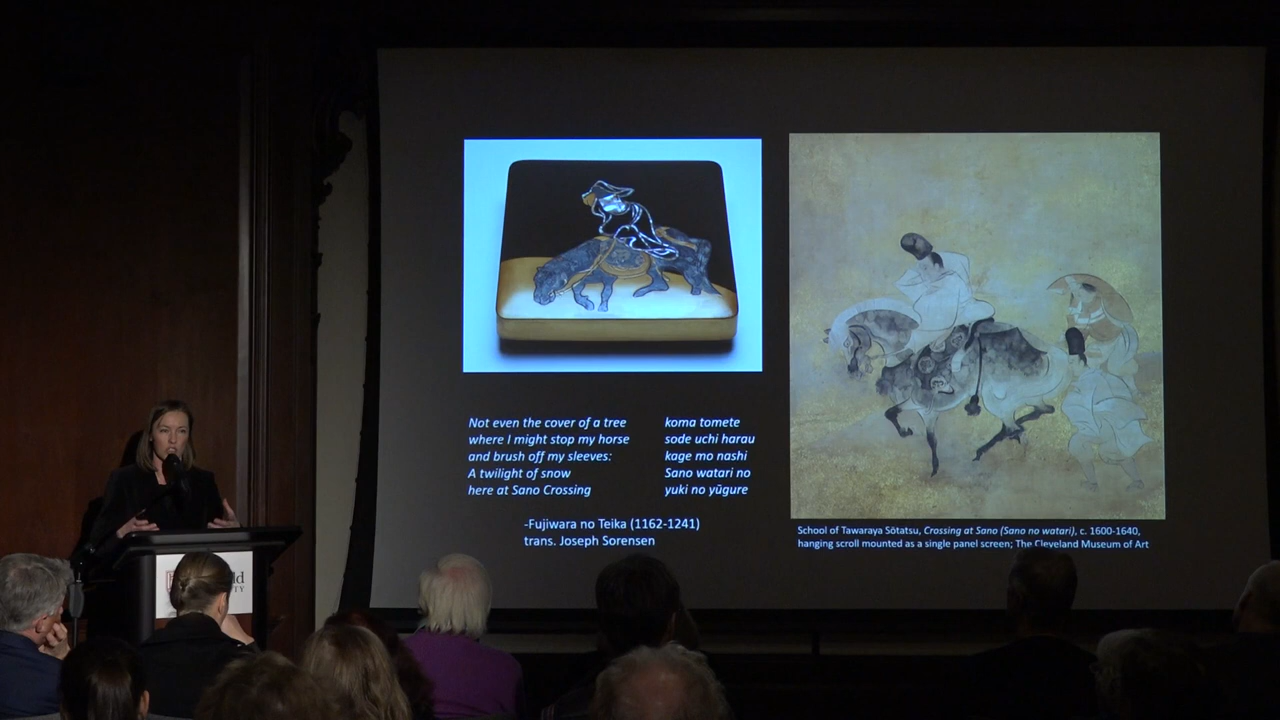 Not even the cover of a tree
where I might stop my horse
and brush off my sleeves:
A twilight of snow
here at Sano Crossing
koma tomete
sode uchi harau
kage mo nashi
Sano watari no
yuki no yūgure
-Fujiwara no Teika (1162-1241)
trans. Joseph Sorensen
School of Tawaraya Sōtatsu, Crossing at Sano (Sano no watari), c. 1600-1640,
hanging scroll mounted as a single panel screen; The Cleveland Museum of Art